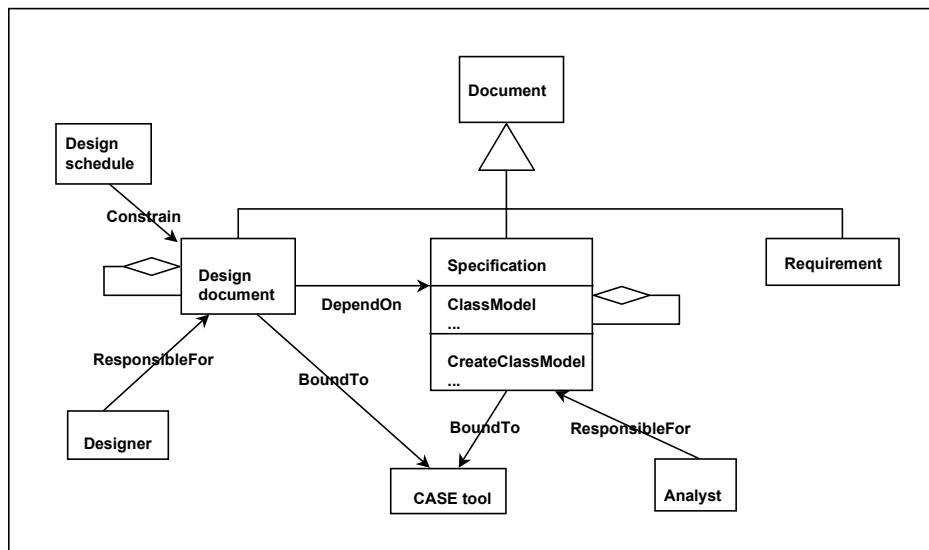 Document
Design
schedule
Constrain
Design
document
DependOn
Specification
ClassModel
...
CreateClassModel
...
Requirement
ResponsibleFor
BoundTo
BoundTo
ResponsibleFor
Designer
CASE tool
Analyst